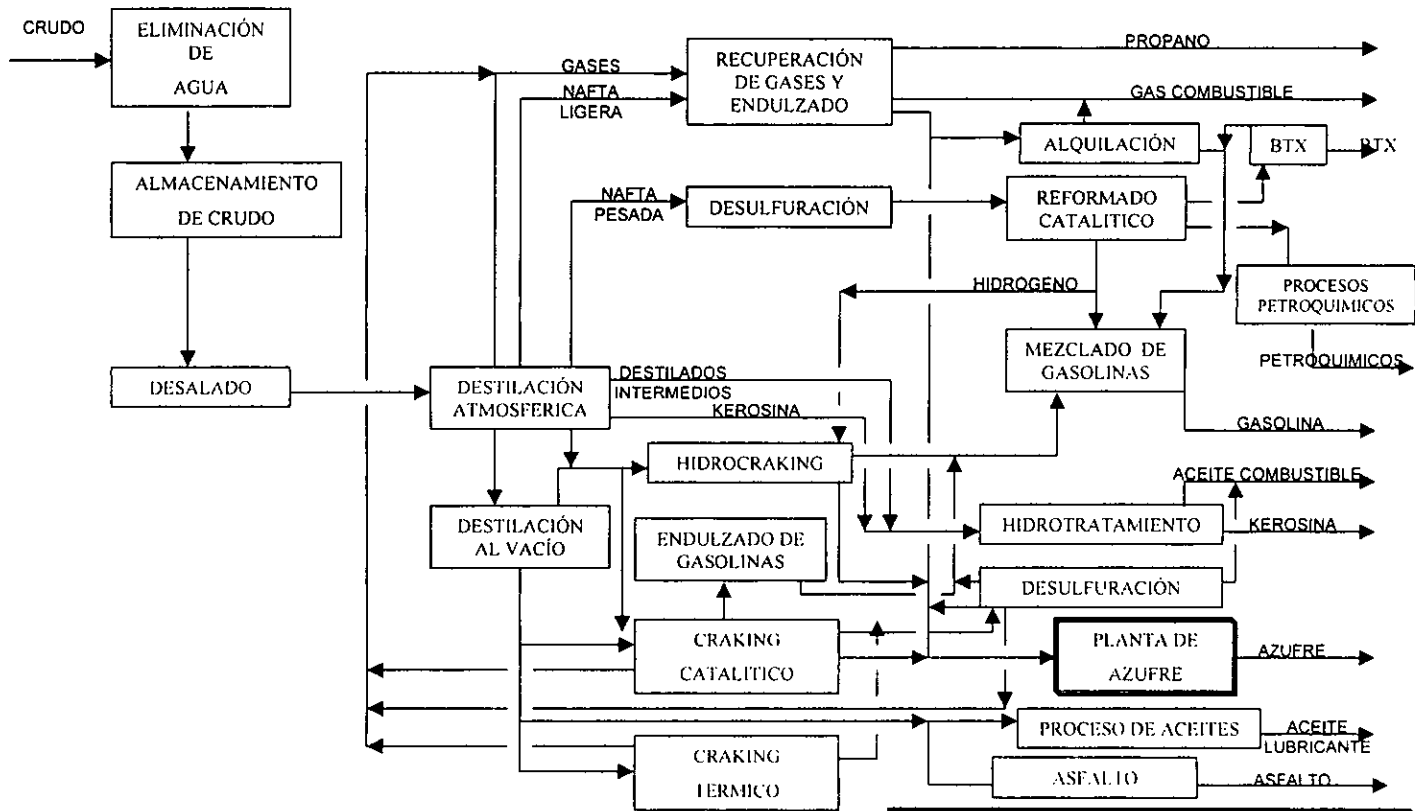 CRUDO
ELIMINACIÓN
DE
AGUA
ALMACENAMIENTO
DE CRUDO
DESALADO
GASES
NAFTA
LIGERA
RECUPERACIÓN
DE GASES Y
ENDULZADO
PROPANO
GAS COMBUSTIBLE
ALQUILACIÓN
BTX
BTX
NAFTA
PESADA
DESULFURACIÓN
REFORMADO
CATALITICO
HIDROGENO
PROCESOS
PETROQUIMICOS
PETROQUIMICOS
MEZCLADO DE
GASOLINAS
GASOLINA
DESTILACIÓN
ATMOSFERICA
DESTILADOS
INTERMEDIOS
KEROSINA
HIDROCRAKING
ACEITE COMBUSTIBLE
HIDROTRATAMIENTO
KEROSINA
DESTILACIÓN
AL VACÍO
ENDULZADO DE
GASOLINAS
DESULFURACIÓN
CRAKING
CATALITICO
PLANTA DE
AZUFRE
AZUFRE
PROCESO DE ACEITES
ACEITE
LUBRICANTE
CRAKING
TERMICO
ASFALTO
ASFALTO